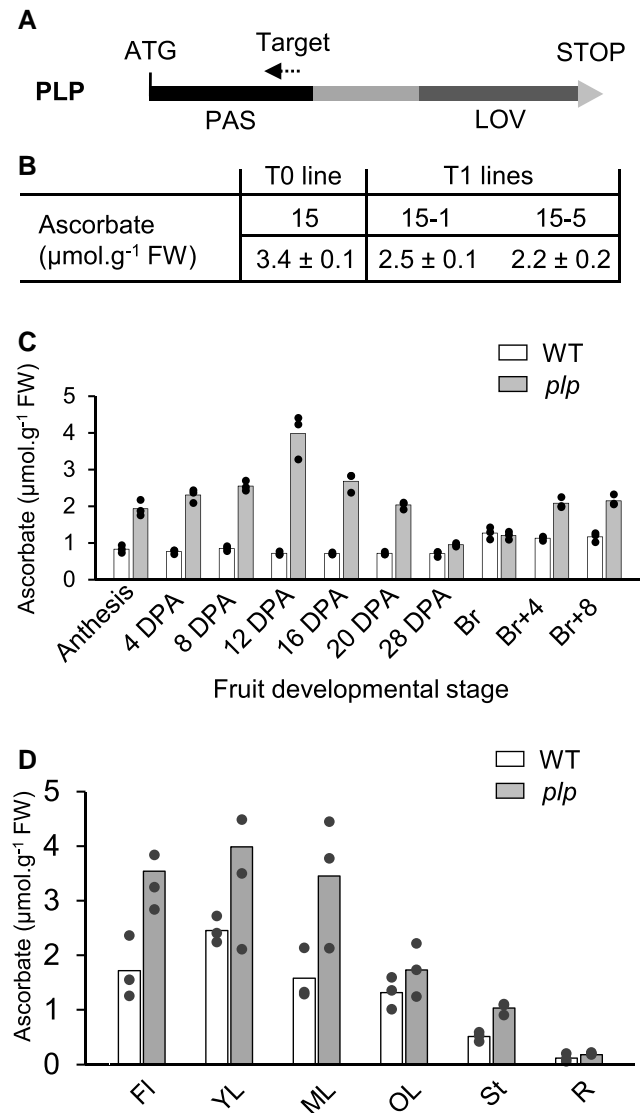 A
ATG
Target
STOP
PLP
PAS
LOV
B
T0 line
T1 lines
Ascorbate
(µmol.g⁻¹ FW)
15
15-1
15-5
3.4 ± 0.1
2.5 ± 0.1
2.2 ± 0.2
C
WT
plp
Ascorbate (µmol.g⁻¹ FW)
5
4
3
2
1
0
Anthesis
4 DPA
8 DPA
12 DPA
16 DPA
20 DPA
28 DPA
Br
Br+4
Br+8
Fruit developmental stage
D
WT
plp
Ascorbate (µmol.g⁻¹ FW)
5
4
3
2
1
0
Fl
YL
ML
OL
St
R